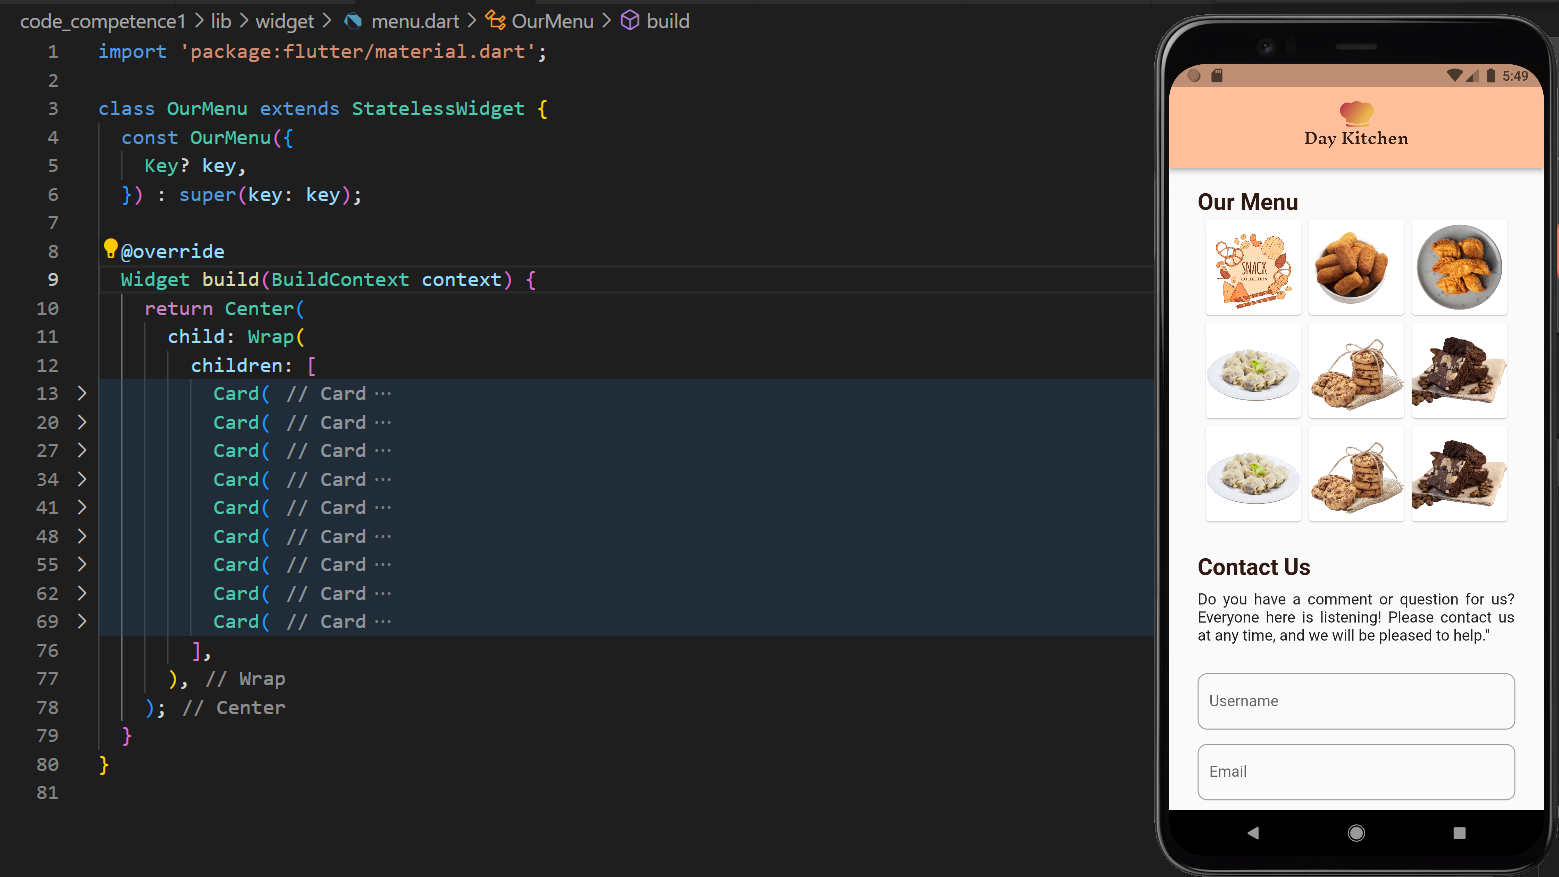 code_competence1 > lib > widget > menu.dart > OurMenu > build
1 import 'package:flutter/material.dart';
2
3 class OurMenu extends StatelessWidget {
4 const OurMenu({
5 Key? key,
6 }) : super(key: key);
7
8 @override
9 Widget build(BuildContext context) {
10 return Center(
11 child: Wrap(
12 children: [
13 > Card( // Card ⋯
20 > Card( // Card ⋯
27 > Card( // Card ⋯
34 > Card( // Card ⋯
41 > Card( // Card ⋯
48 > Card( // Card ⋯
55 > Card( // Card ⋯
62 > Card( // Card ⋯
69 > Card( // Card ⋯
76 ],
77 ), // Wrap
78 ); // Center
79 }
80 }
81
5:49
Day Kitchen
Our Menu
SNACK
COLLECTION
Contact Us
Do you have a comment or question for us?
Everyone here is listening! Please contact us
at any time, and we will be pleased to help."
Username
Email